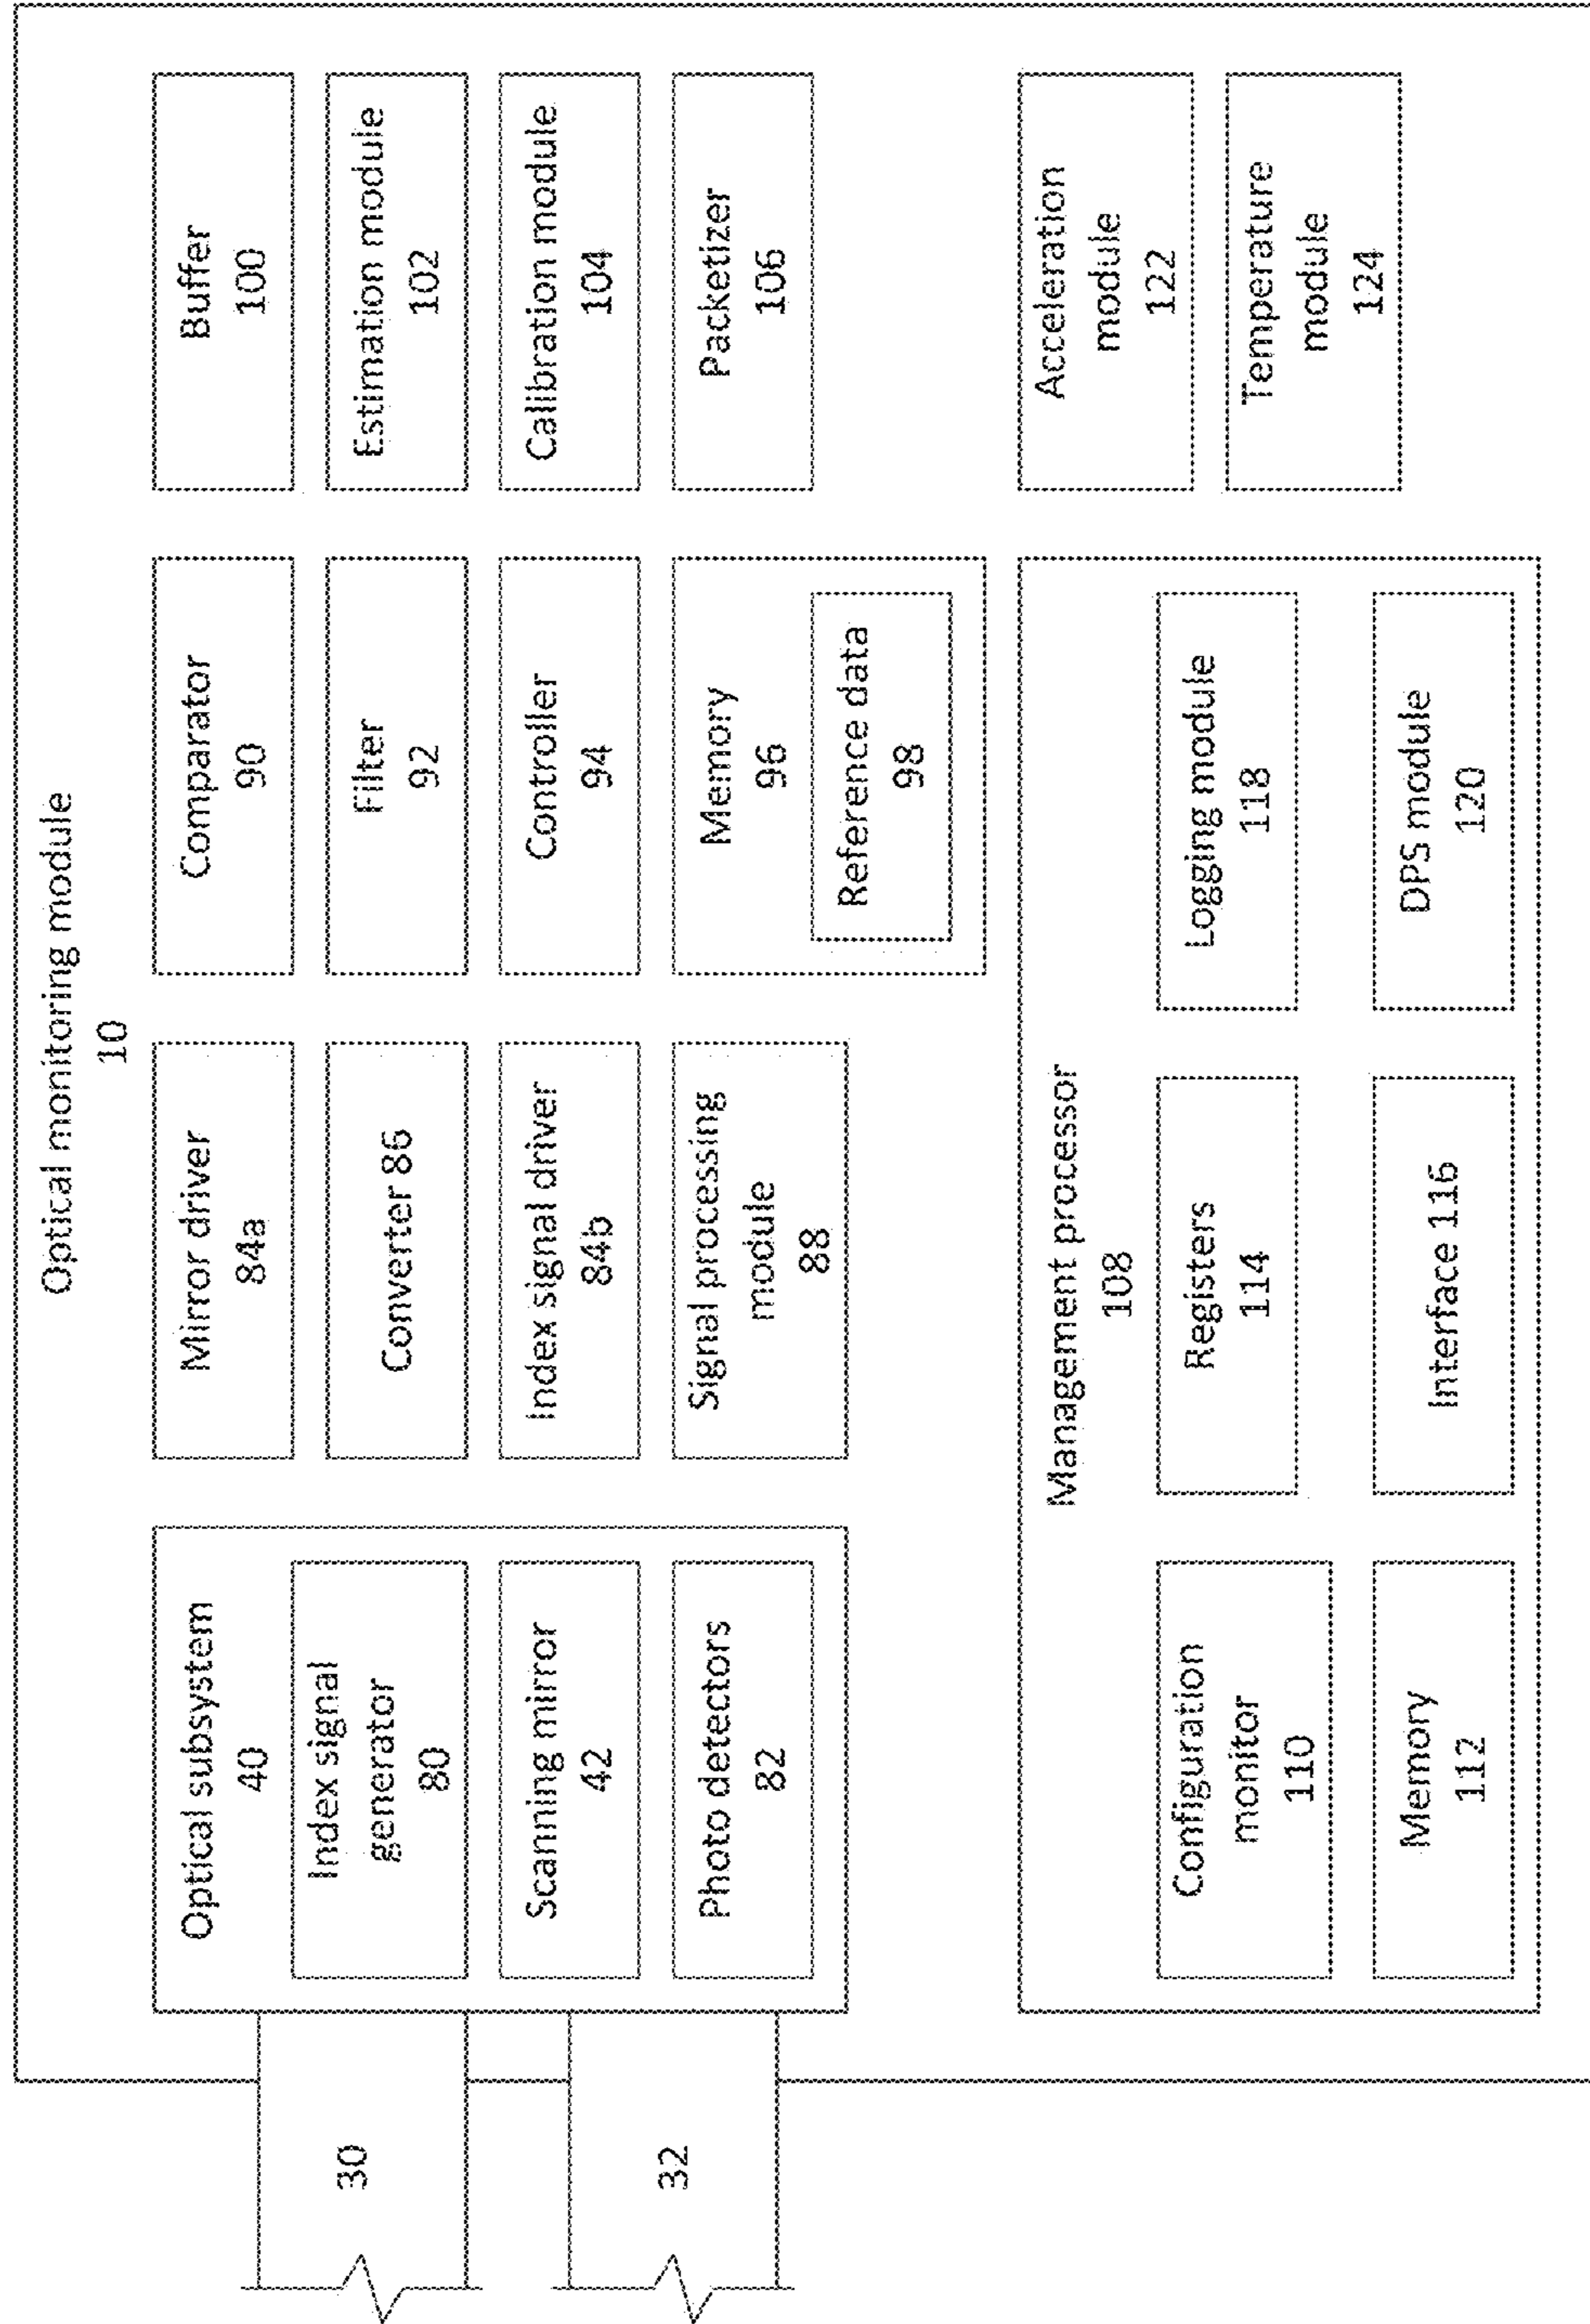 Optical monitoring module
10
30
32
Optical subsystem
40
Index signal
generator
80
Scanning mirror
42
Photo detectors
82
Mirror driver
84a
Converter 86
Index signal driver
84b
Signal processing
module
88
Comparator
90
Filter
92
Controller
94
Memory
96
Reference data
98
Buffer
100
Estimation module
102
Calibration module
104
Packetizer
106
Management processor
108
Configuration
monitor
110
Memory
112
Registers
114
Interface 116
Logging module
118
DPS module
120
Acceleration
module
122
Temperature
module
124